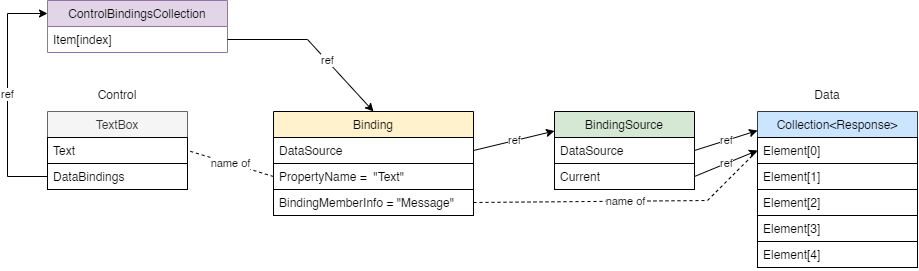 ControlBindingsCollection
Item[index]
ref
ref
Control
Data
TextBox
Text
DataBindings
name of
Binding
DataSource
PropertyName =  "Text"
BindingMemberInfo = "Message"
ref
BindingSource
DataSource
Current
ref
ref
name of
Collection<Response>
Element[0]
Element[1]
Element[2]
Element[3]
Element[4]